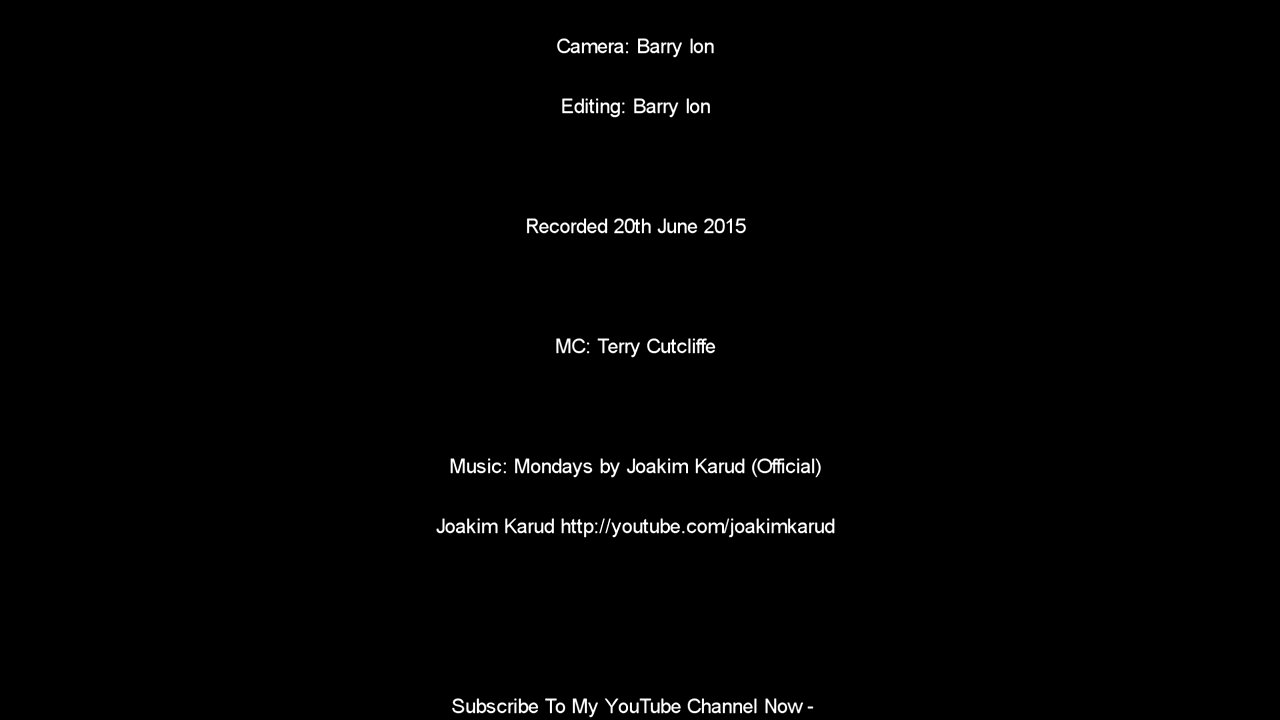 Camera: Barry Ion
Editing: Barry Ion
Recorded 20th June 2015
MC: Terry Cutcliffe
Music: Mondays by Joakim Karud (Official)
Joakim Karud http://youtube.com/joakimkarud
Subscribe To My YouTube Channel Now -